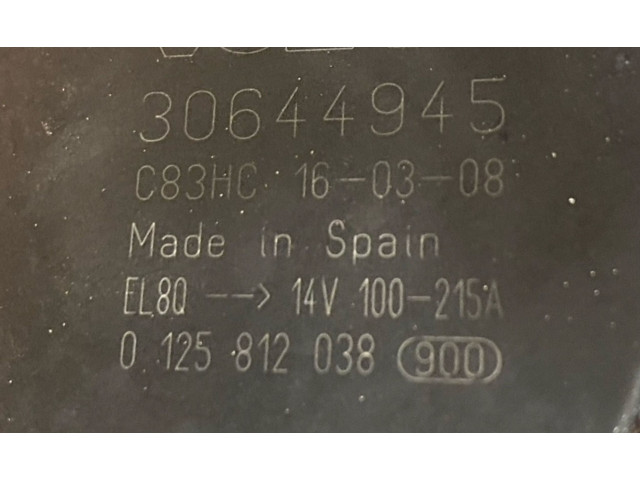 30644945
C83HC 16-03-08
Made in Spain
EL8Q --> 14V 100-215A
0 125 812 038 900